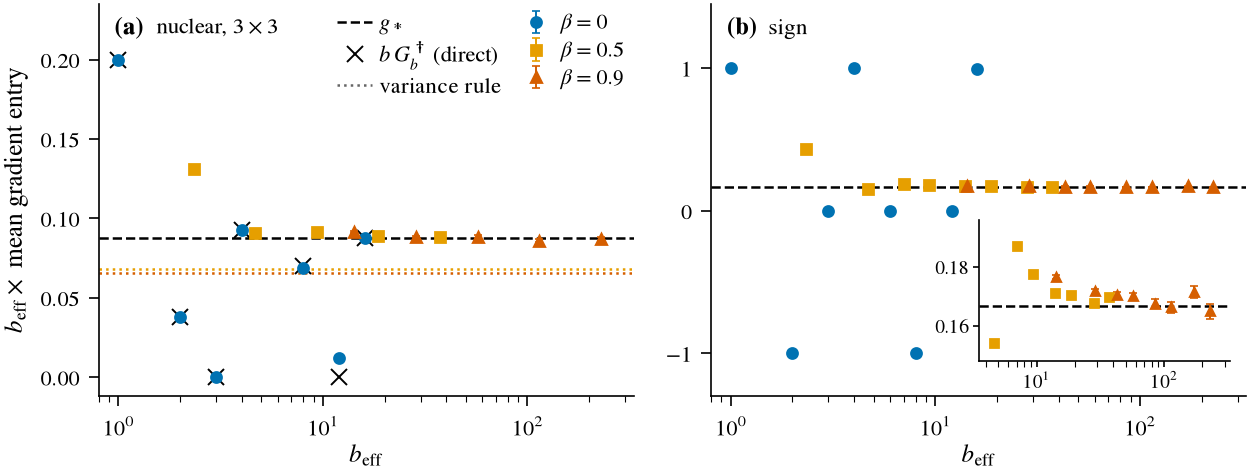 (a) nuclear, 3 × 3
g*
b G_b^† (direct)
variance rule
β = 0
β = 0.5
β = 0.9
b_eff × mean gradient entry
0.20
0.15
0.10
0.05
0.00
10^0
10^1
10^2
b_eff
(b) sign
1
0
−1
10^0
10^1
10^2
b_eff
0.18
0.16
10^1
10^2